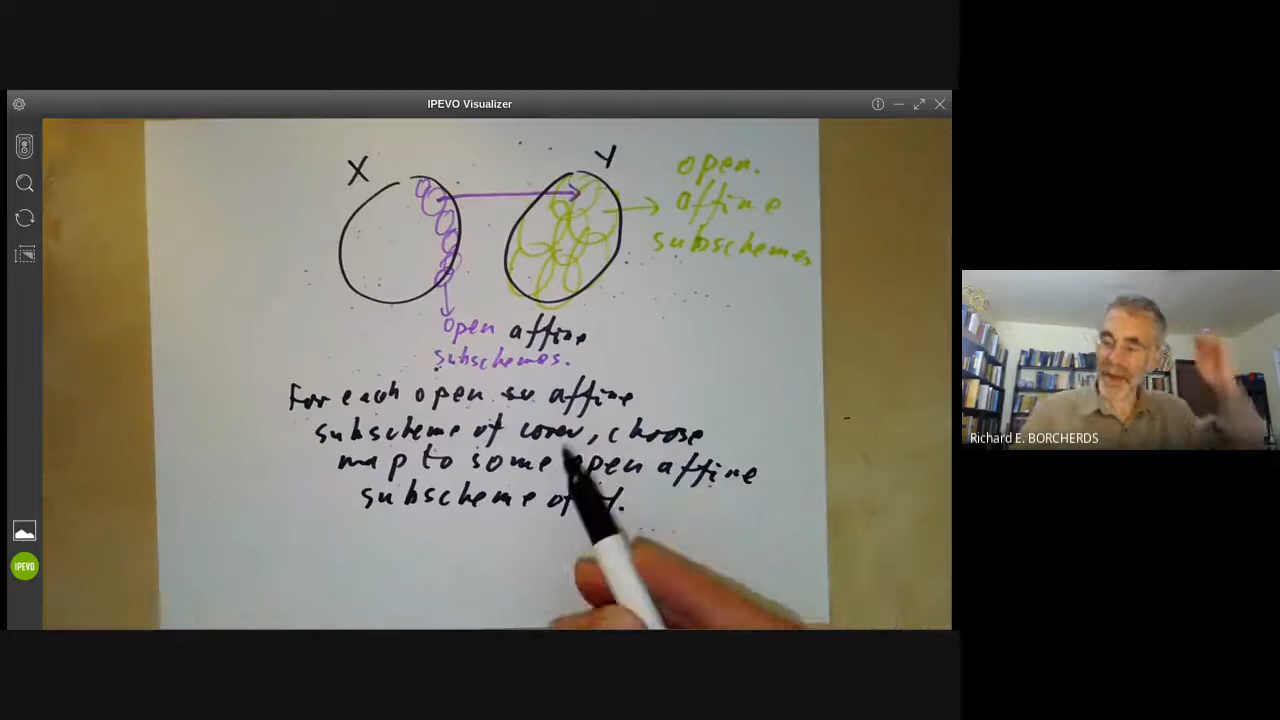 IPEVO Visualizer
X
Y
open.
affine
subschemes
open affine
subschemes.
For each open su affine
subscheme of cover, choose
map to some open affine
subscheme of Y.
Richard E. BORCHERDS
IPEVO